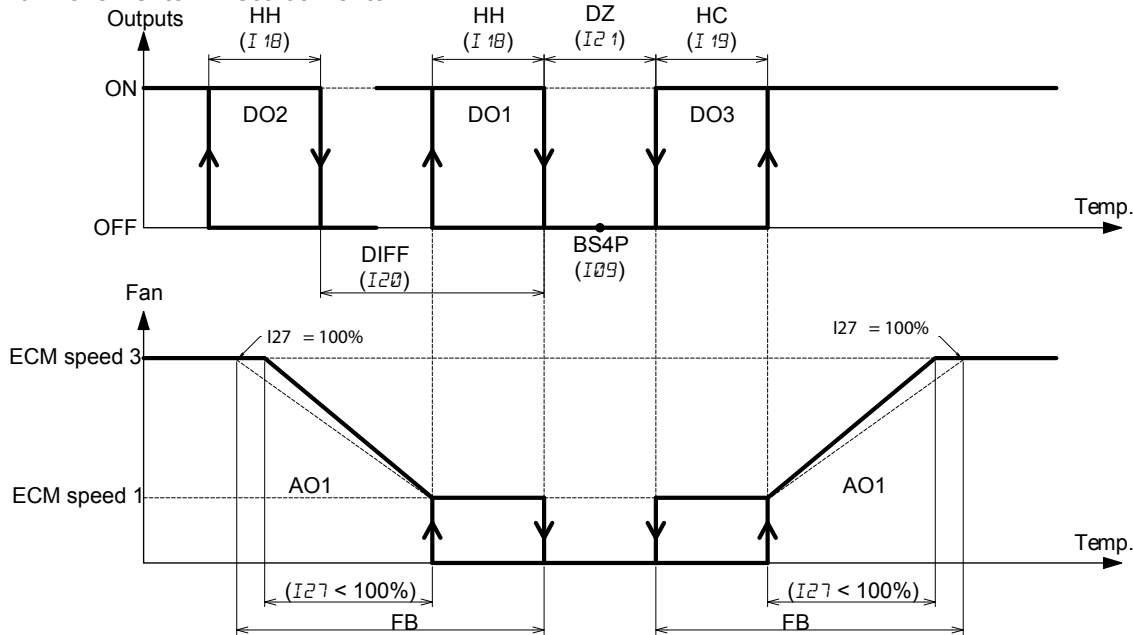 Outputs
HH
(I18)
HH
(I18)
DZ
(I21)
HC
(I19)
ON
DO2
DO1
DO3
Temp.
OFF
DIFF
(I20)
BS4P
(I09)
Fan
I27 = 100%
I27 = 100%
ECM speed 3
ECM speed 1
AO1
AO1
Temp.
(I27 < 100%)
(I27 < 100%)
FB
FB